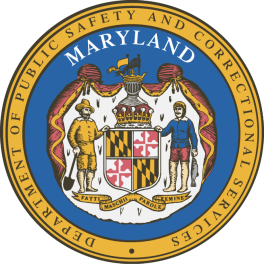 DEPARTMENT OF PUBLIC SAFETY AND CORRECTIONAL SERVICES
MARYLAND
FATTI MASCHII PAROLE FEMINE